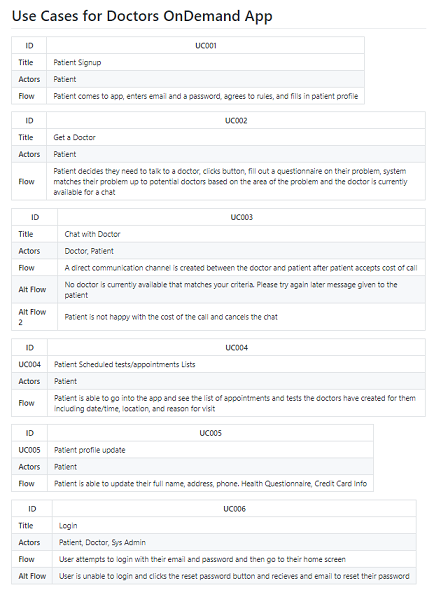 Use Cases for Doctors OnDemand App
ID UC001
Title Patient Signup
Actors Patient
Flow Patient comes to app, enters email and a password, agrees to rules, and fills in patient profile
ID UC002
Title Get a Doctor
Actors Patient
Flow Patient decides they need to talk to a doctor, clicks button, fill out a questionnaire on their problem, system
matches their problem up to potential doctors based on the area of the problem and the doctor is currently
available for a chat
ID UC003
Title Chat with Doctor
Actors Doctor, Patient
Flow A direct communication channel is created between the doctor and patient after patient accepts cost of call
Alt Flow No doctor is currently available that matches your criteria. Please try again later message given to the
patient
Alt Flow
2 Patient is not happy with the cost of the call and cancels the chat
ID UC004
UC004 Patient Scheduled tests/appointments Lists
Actors Patient
Flow Patient is able to go into the app and see the list of appointments and tests the doctors have created for them
including date/time, location, and reason for visit
ID UC005
UC005 Patient profile update
Actors Patient
Flow Patient is able to update their full name, address, phone. Health Questionnaire, Credit Card Info
ID UC006
Title Login
Actors Patient, Doctor, Sys Admin
Flow User attempts to login with their email and password and then go to their home screen
Alt Flow User is unable to login and clicks the reset password button and recieves and email to reset their password